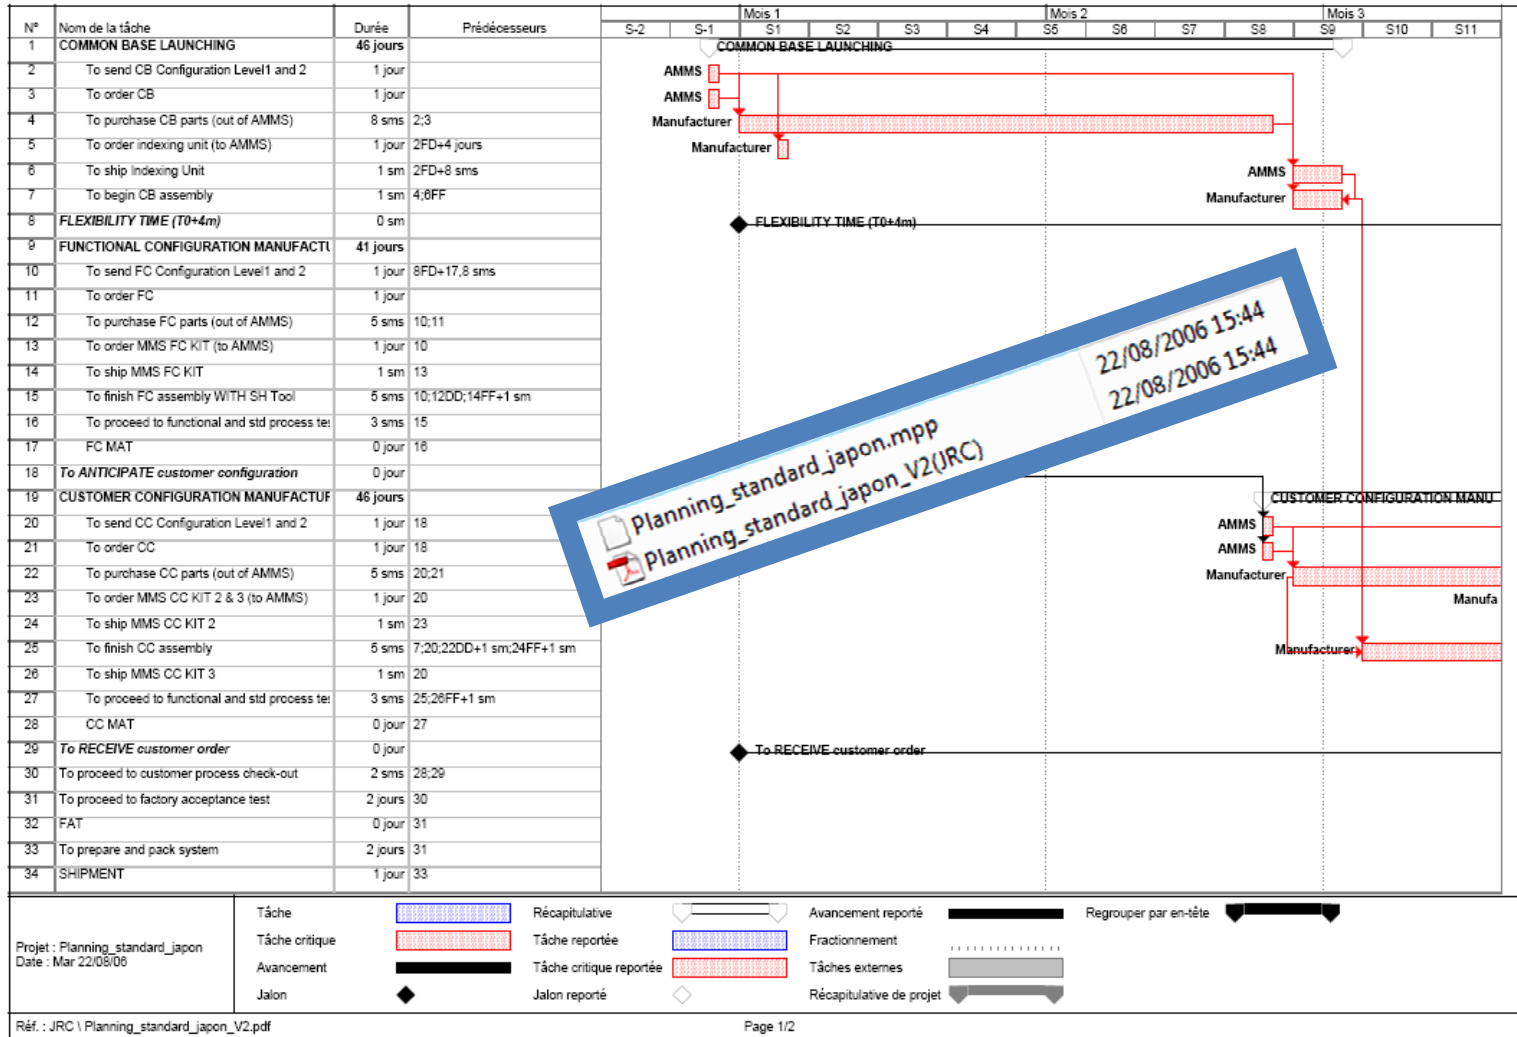 Mois 1 Mois 2 Mois 3
N° Nom de la tâche Durée Prédécesseurs S-2 S-1 S1 S2 S3 S4 S5 S6 S7 S8 S9 S10 S11
1 COMMON BASE LAUNCHING 46 jours COMMON BASE LAUNCHING
2 To send CB Configuration Level1 and 2 1 jour AMMS
3 To order CB 1 jour AMMS
4 To purchase CB parts (out of AMMS) 8 sms 2;3 Manufacturer
5 To order indexing unit (to AMMS) 1 jour 2FD+4 jours Manufacturer
6 To ship Indexing Unit 1 sm 2FD+8 sms AMMS
7 To begin CB assembly 1 sm 4;6FF Manufacturer
8 FLEXIBILITY TIME (T0+4m) 0 sm FLEXIBILITY TIME (T0+4m)
9 FUNCTIONAL CONFIGURATION MANUFACTU 41 jours
10 To send FC Configuration Level1 and 2 1 jour 8FD+17,8 sms
11 To order FC 1 jour
12 To purchase FC parts (out of AMMS) 5 sms 10;11
13 To order MMS FC KIT (to AMMS) 1 jour 10
14 To ship MMS FC KIT 1 sm 13
15 To finish FC assembly WITH SH Tool 5 sms 10;12DD;14FF+1 sm
16 To proceed to functional and std process tes 3 sms 15
17 FC MAT 0 jour 16
18 To ANTICIPATE customer configuration 0 jour
19 CUSTOMER CONFIGURATION MANUFACTUF 46 jours CUSTOMER CONFIGURATION MANU
20 To send CC Configuration Level1 and 2 1 jour 18 AMMS
21 To order CC 1 jour 18 AMMS
22 To purchase CC parts (out of AMMS) 5 sms 20;21 Manufacturer
23 To order MMS CC KIT 2 & 3 (to AMMS) 1 jour 20 Manufa
24 To ship MMS CC KIT 2 1 sm 23
25 To finish CC assembly 5 sms 7;20;22DD+1 sm;24FF+1 sm Manufacturer
26 To ship MMS CC KIT 3 1 sm 20
27 To proceed to functional and std process tes 3 sms 25;26FF+1 sm
28 CC MAT 0 jour 27
29 To RECEIVE customer order 0 jour To RECEIVE customer order
30 To proceed to customer process check-out 2 sms 28;29
31 To proceed to factory acceptance test 2 jours 30
32 FAT 0 jour 31
33 To prepare and pack system 2 jours 31
34 SHIPMENT 1 jour 33
Planning_standard_japon.mpp 22/08/2006 15:44
Planning_standard_japon_V2(JRC) 22/08/2006 15:44
Projet : Planning_standard_japon
Date : Mar 22/08/06
Tâche Récapitulative Avancement reporté Regrouper par en-tête
Tâche critique Tâche reportée Fractionnement
Avancement Tâche critique reportée Tâches externes
Jalon Jalon reporté Récapitulative de projet
Réf. : JRC \ Planning_standard_japon_V2.pdf Page 1/2